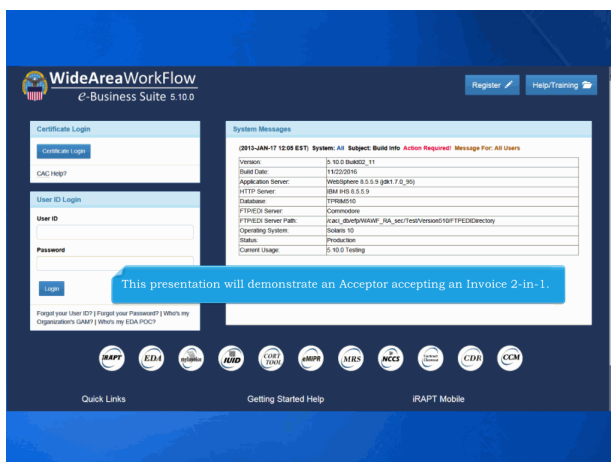 WideAreaWorkFlow
e-Business Suite 5.10.0
Register
Help/Training
Certificate Login
Certificate Login
CAC Help?
User ID Login
User ID
Password
Login
Forgot your User ID? | Forgot your Password? | Who's my
Organization's GAM? | Who's my EDA POC?
System Messages
(2013-JAN-17 12:05 EST) System: All Subject: Build Info Action Required! Message For: All Users
Version: 5.10.0 Build02_11
Build Date: 11/22/2016
Application Server: WebSphere 8.5.5.9 (jdk1.7.0_95)
HTTP Server: IBM IHS 8.5.5.9
Database: TPRIM510
FTP/EDI Server: Commodore
FTP/EDI Server Path: /caci_db/efp/WAWF_RA_sec/Test/Version510/FTPEDIDirectory
Operating System: Solaris 10
Status: Production
Current Usage: 5.10.0 Testing
This presentation will demonstrate an Acceptor accepting an Invoice 2-in-1.
iRAPT
EDA
myInvoice
IUID
CORT TOOL
eMIPR
MRS
NCCS
CDR
CCM
Quick Links
Getting Started Help
iRAPT Mobile